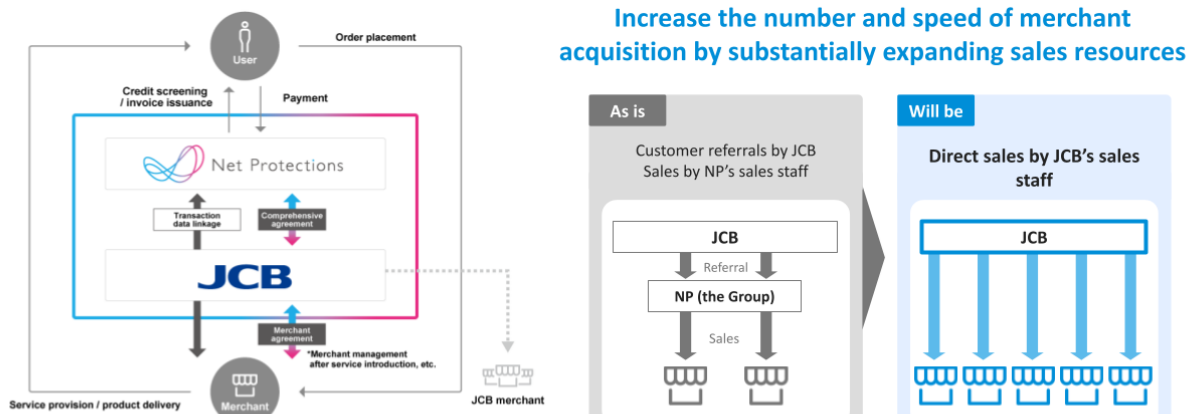 Increase the number and speed of merchant
acquisition by substantially expanding sales resources
User
Order placement
Credit screening
/ invoice issuance
Payment
Net Protections
Transaction
data linkage
Comprehensive
agreement
JCB
Merchant
agreement
*Merchant management
after service introduction, etc.
Merchant
Service provision / product delivery
JCB merchant
As is
Customer referrals by JCB
Sales by NP's sales staff
JCB
Referral
NP (the Group)
Sales
Will be
Direct sales by JCB's sales
staff
JCB